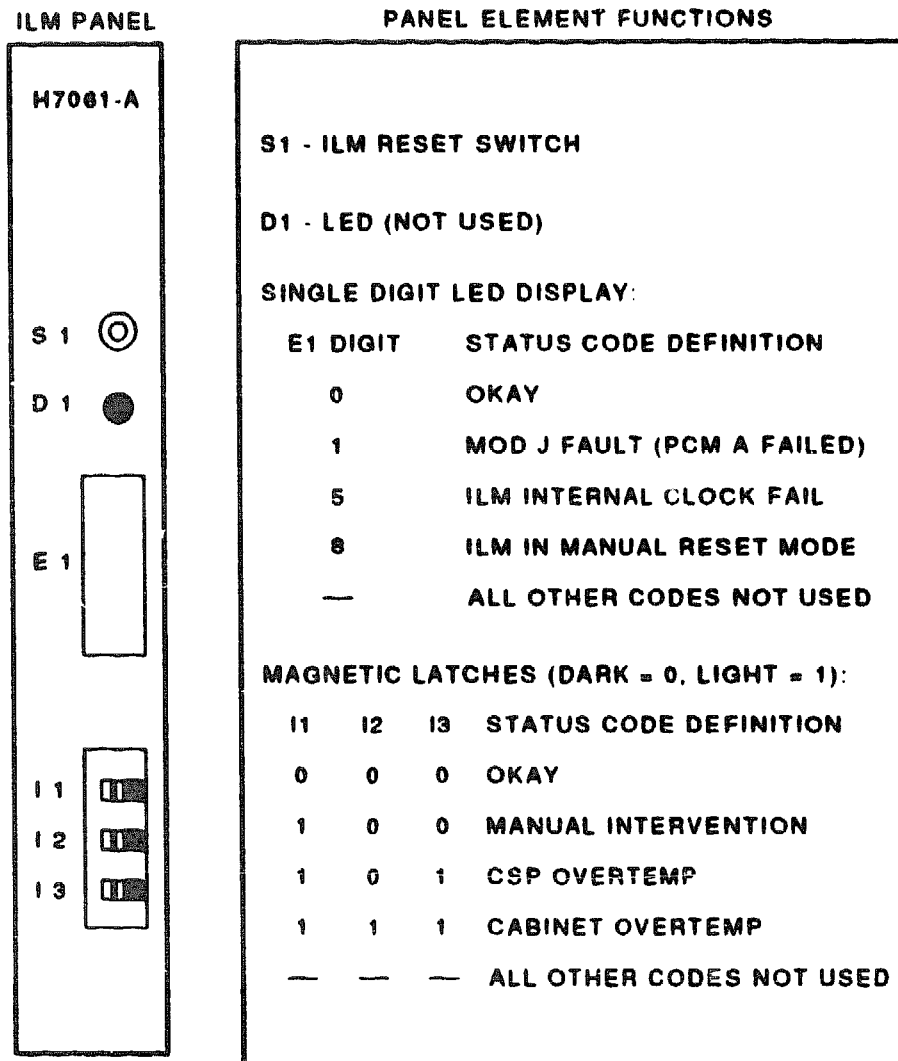 ILM PANEL
H7061-A
S 1
D 1
E 1
I 1
I 2
I 3
PANEL ELEMENT FUNCTIONS
S1 - ILM RESET SWITCH
D1 - LED (NOT USED)
SINGLE DIGIT LED DISPLAY:
E1 DIGIT STATUS CODE DEFINITION
0 OKAY
1 MOD J FAULT (PCM A FAILED)
5 ILM INTERNAL CLOCK FAIL
8 ILM IN MANUAL RESET MODE
— ALL OTHER CODES NOT USED
MAGNETIC LATCHES (DARK = 0, LIGHT = 1):
I1 I2 I3 STATUS CODE DEFINITION
0 0 0 OKAY
1 0 0 MANUAL INTERVENTION
1 0 1 CSP OVERTEMP
1 1 1 CABINET OVERTEMP
— — — ALL OTHER CODES NOT USED